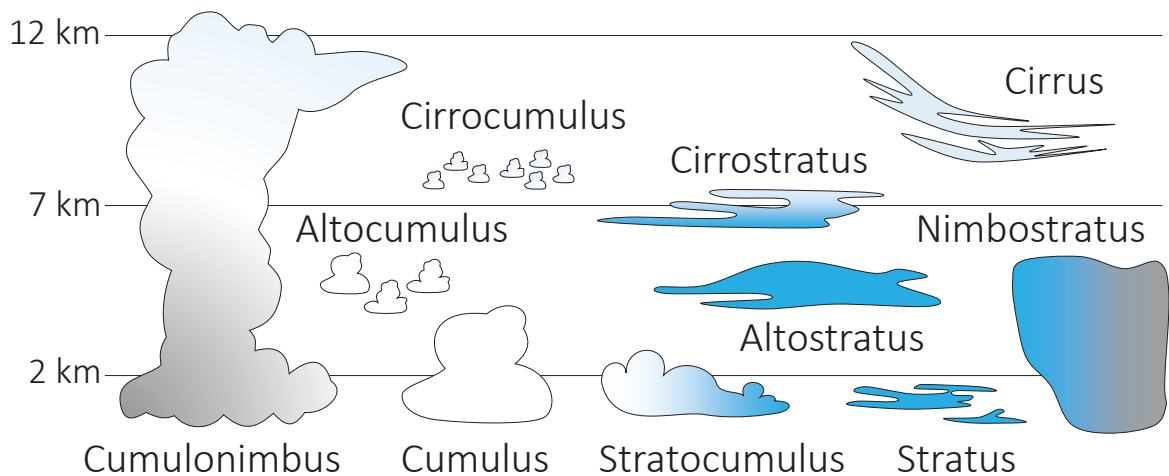 12 km
Cirrus
Cirrocumulus
Cirrostratus
7 km
Altocumulus
Nimbostratus
Altostratus
2 km
Cumulonimbus
Cumulus
Stratocumulus
Stratus